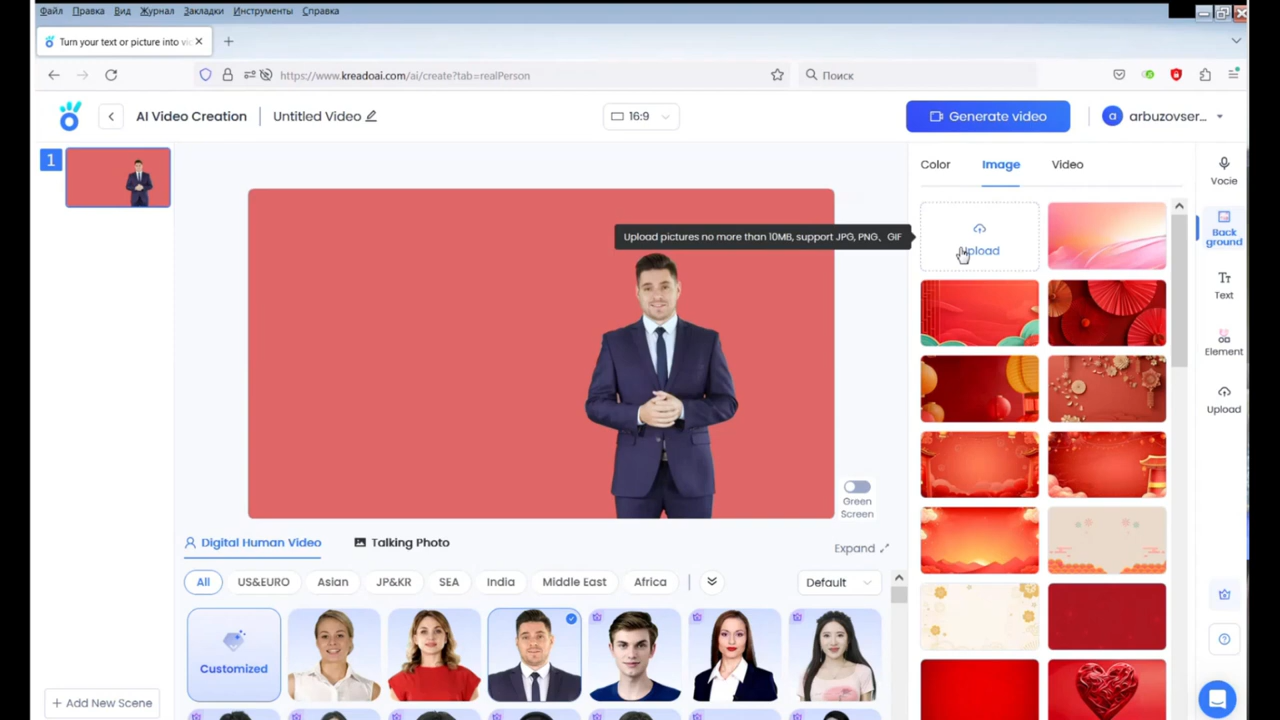 Файл Правка Вид Журнал Закладки Инструменты Справка
Turn your text or picture into vi
https://www.kreadoai.com/ai/create?tab=realPerson
Поиск
AI Video Creation
Untitled Video
16:9
Generate video
a
arbuzovser...
1
Color
Image
Video
Vocie
Upload pictures no more than 10MB, support JPG, PNG、GIF
Upload
Back
ground
Text
Element
Upload
Green
Screen
Digital Human Video
Talking Photo
Expand
All
US&EURO
Asian
JP&KR
SEA
India
Middle East
Africa
Default
Customized
+ Add New Scene